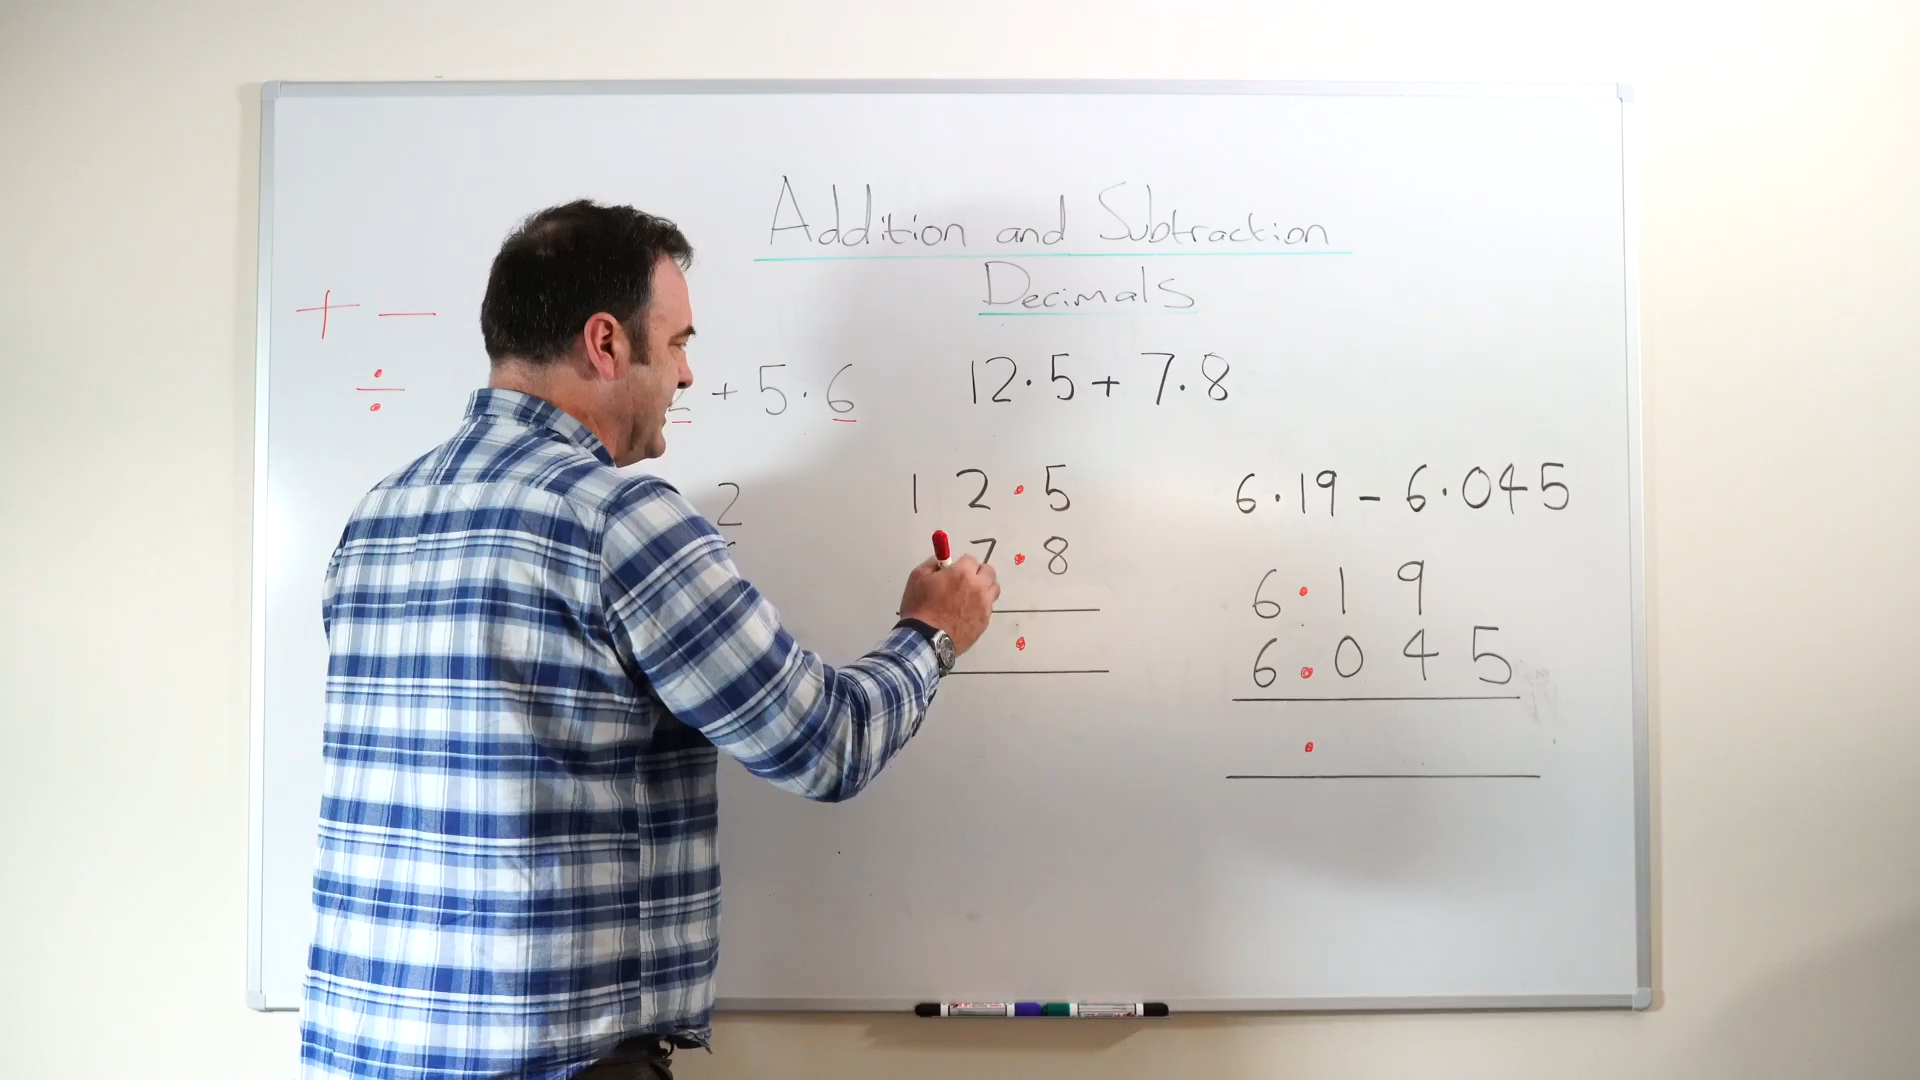 Addition and Subtraction
Decimals
+ −
÷
+ 5·6
12·5 + 7·8
2
1 2·5
7·8
·
6·19 − 6·045
6·1 9
6·0 4 5
·